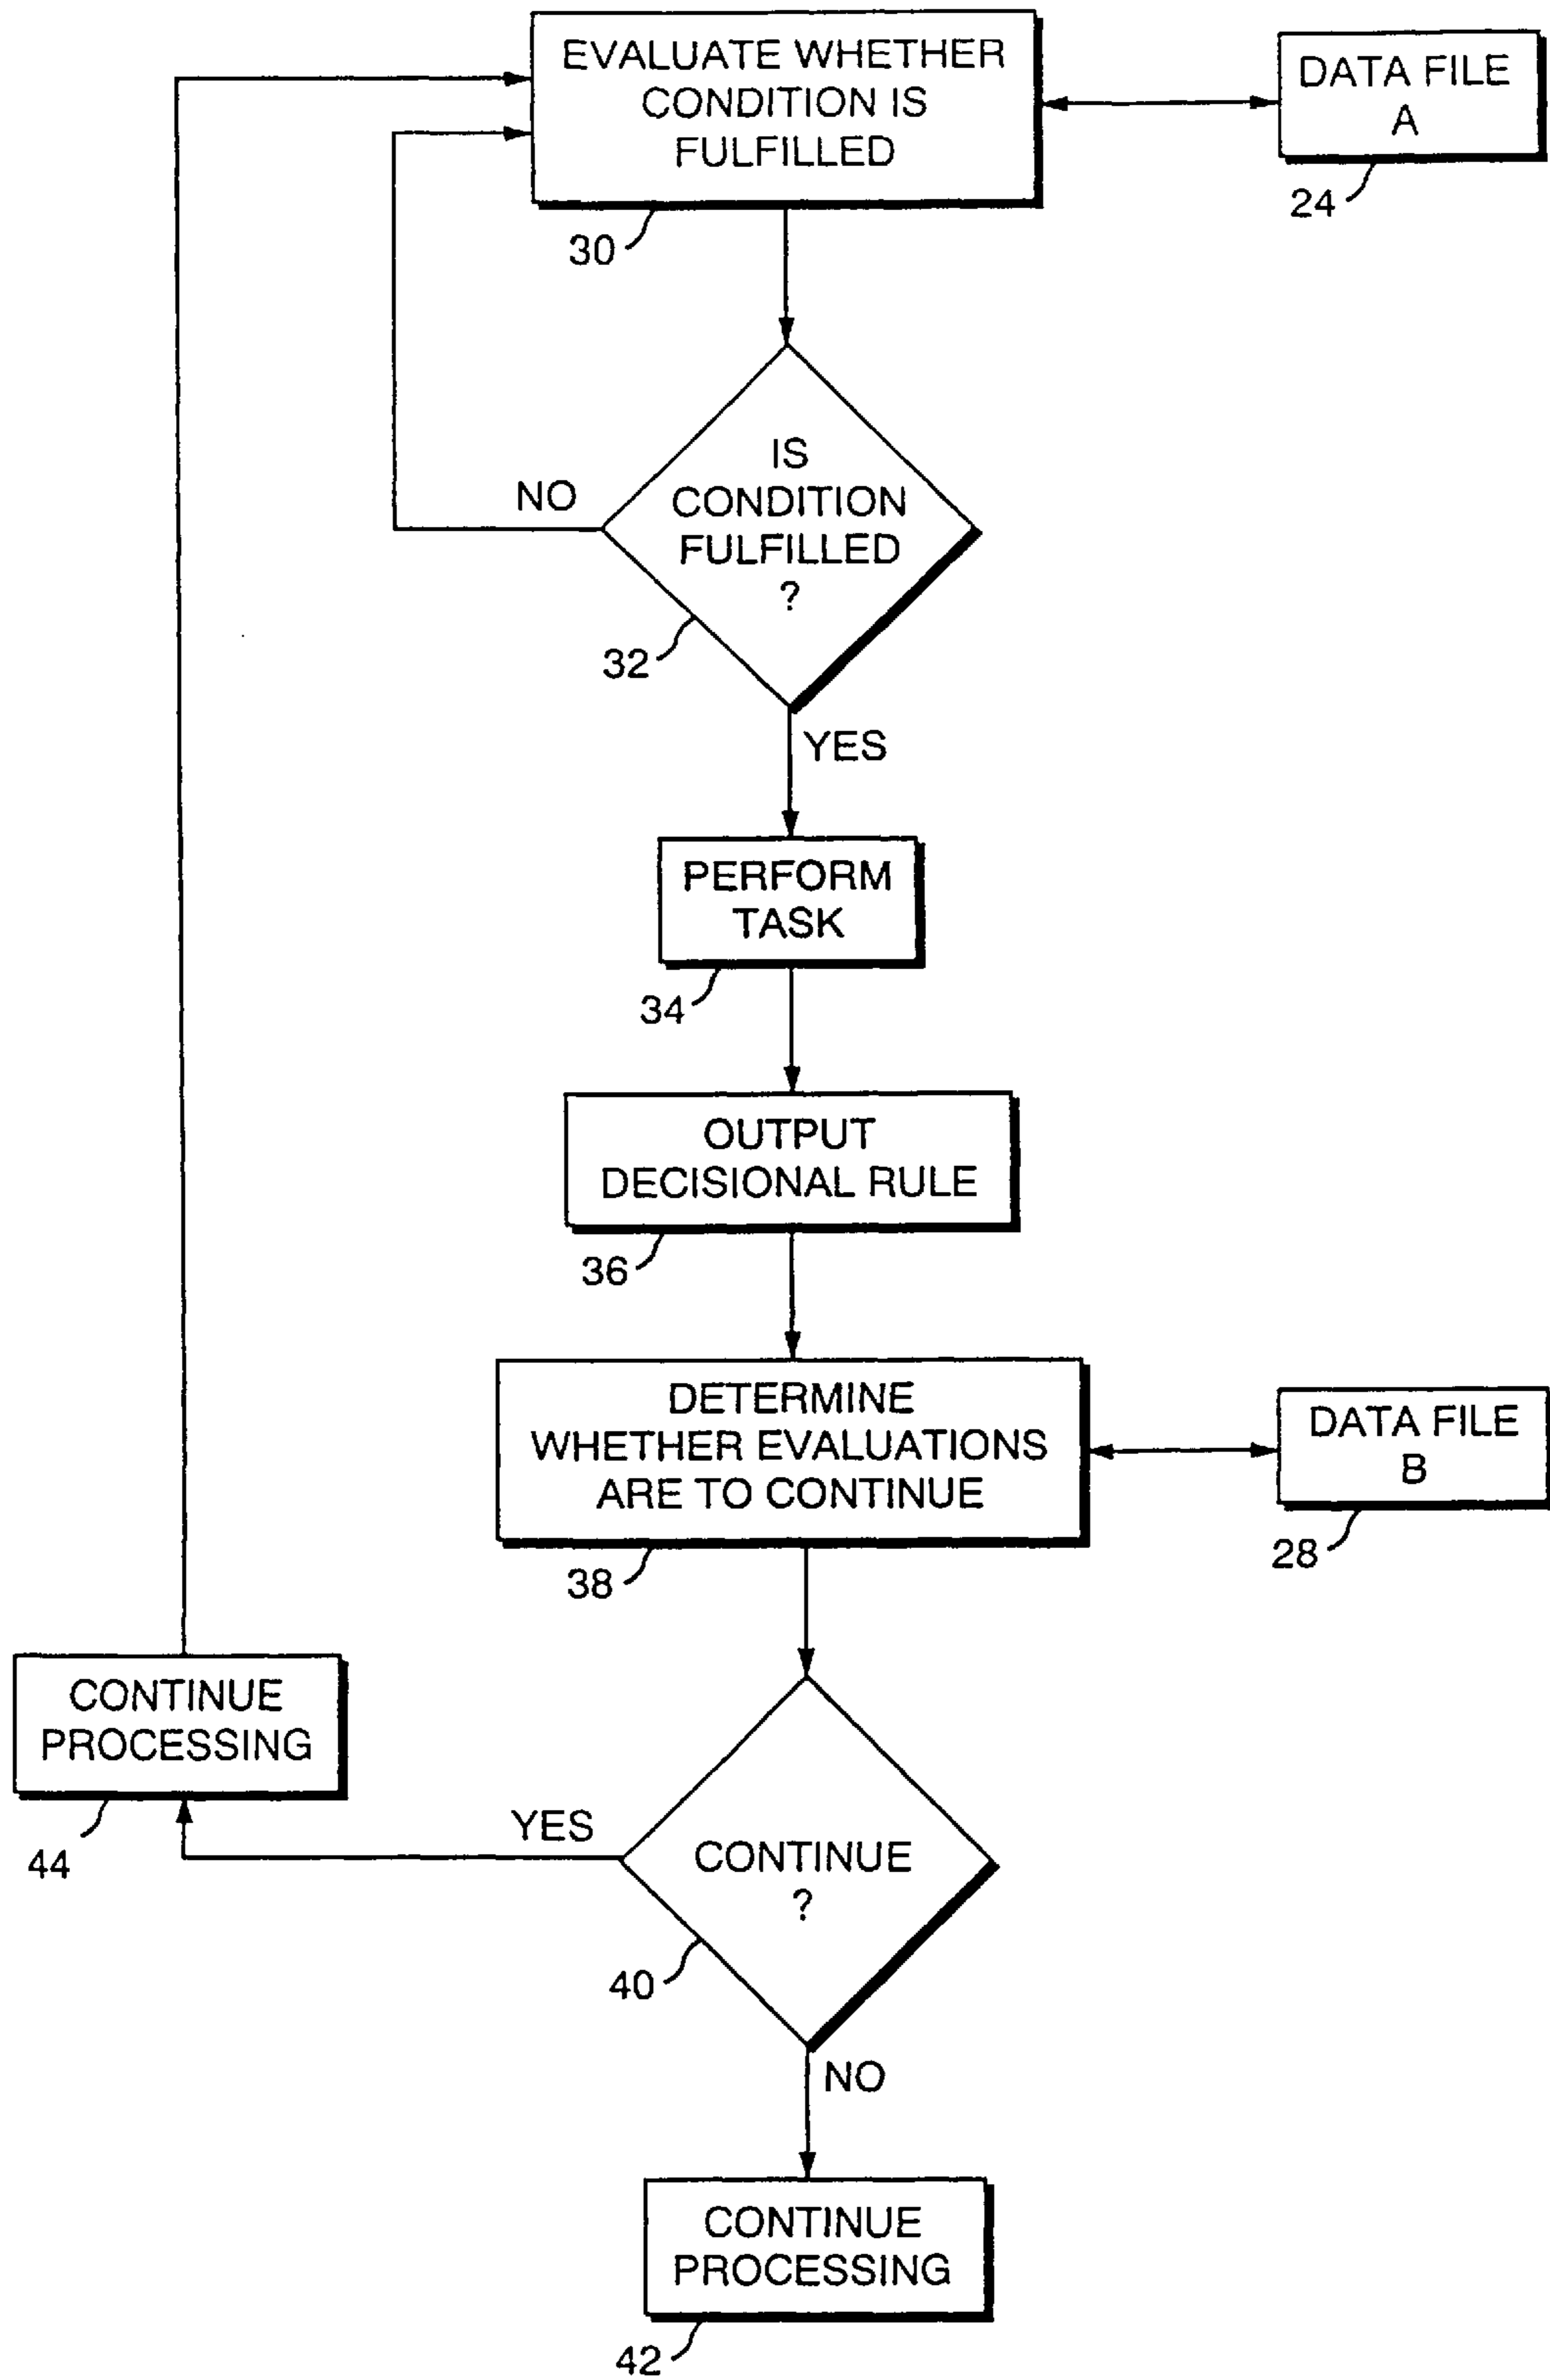 EVALUATE WHETHER
CONDITION IS
FULFILLED
30
DATA FILE
A
24
IS
CONDITION
FULFILLED
?
32
NO
YES
PERFORM
TASK
34
OUTPUT
DECISIONAL RULE
36
DETERMINE
WHETHER EVALUATIONS
ARE TO CONTINUE
38
DATA FILE
B
28
CONTINUE
PROCESSING
44
YES
CONTINUE
?
40
NO
CONTINUE
PROCESSING
42